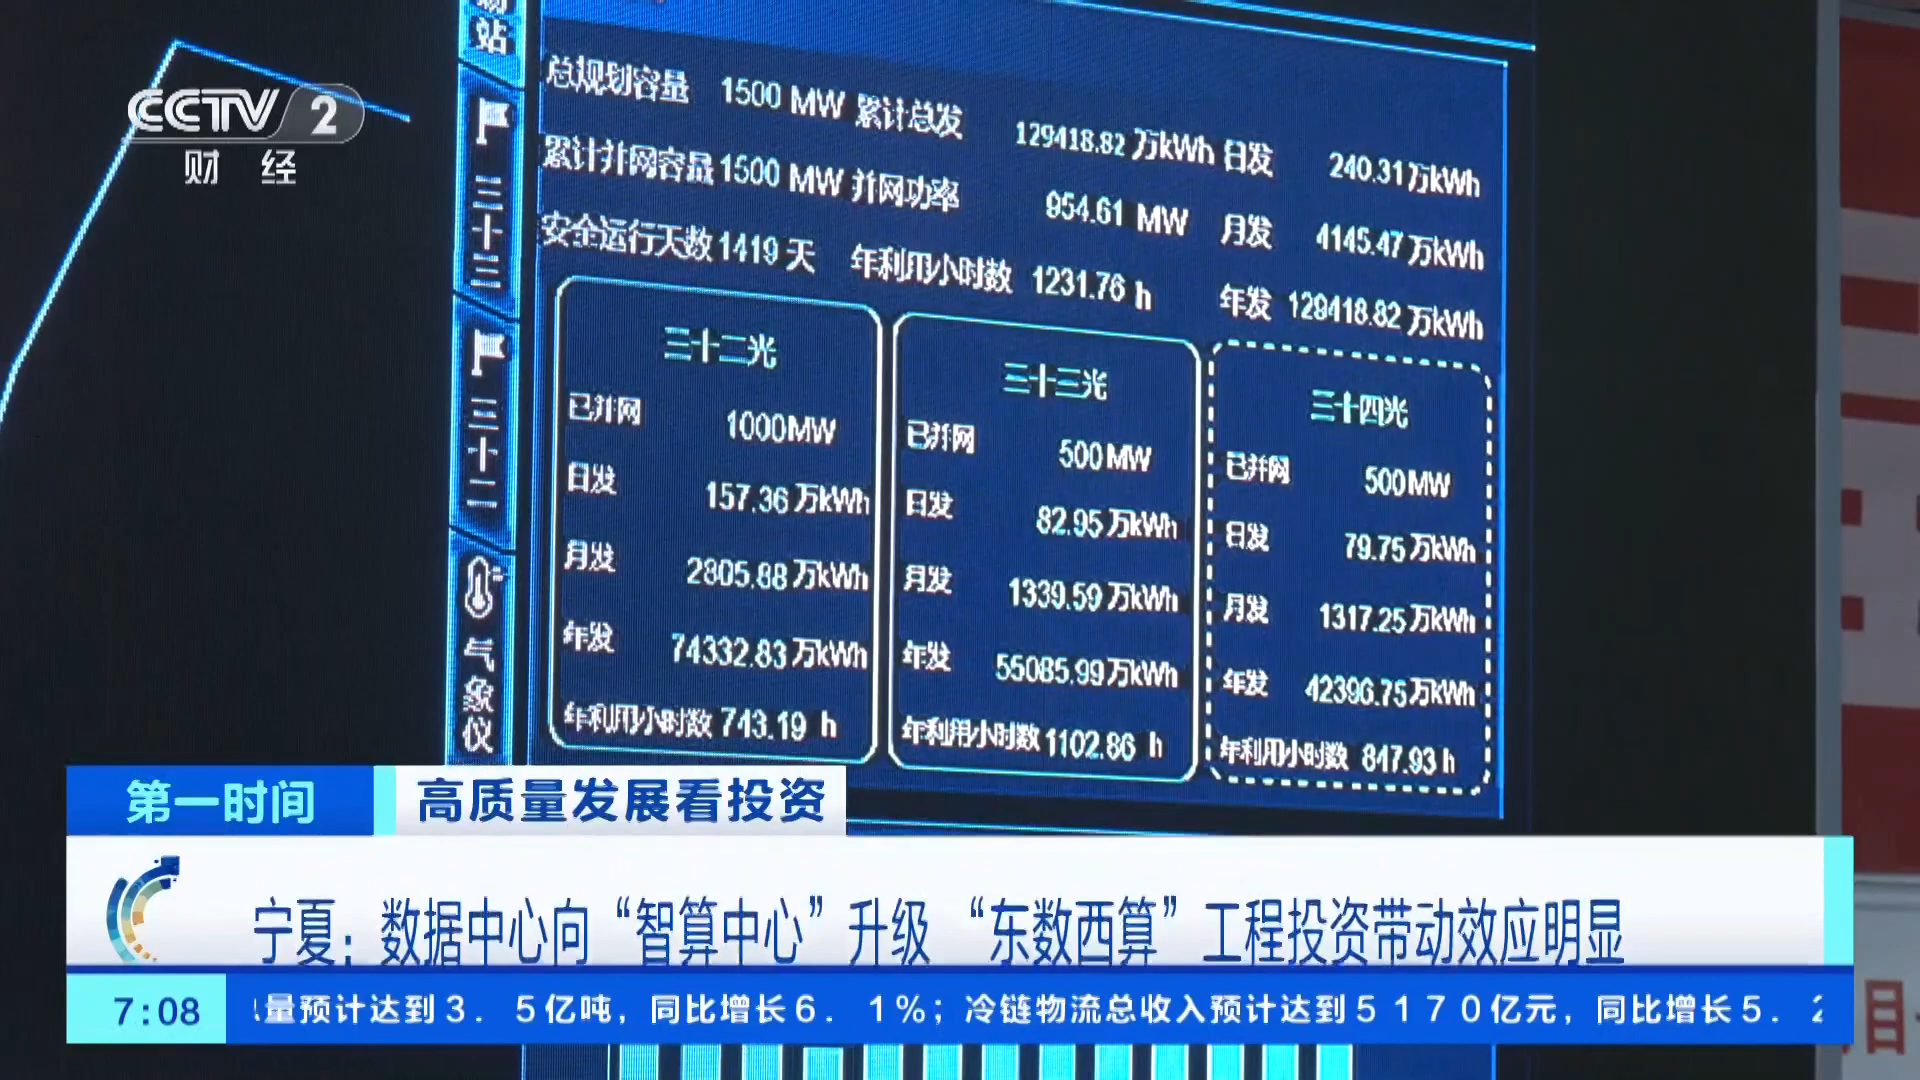 CCTV 2
财 经
站
三十三
三十二
气象仪
总规划容量 1500 MW 累计总发 129418.82 万kWh 日发 240.31万kWh
累计并网容量 1500 MW 并网功率 954.61 MW 月发 4145.47 万kWh
安全运行天数 1419 天 年利用小时数 1231.76 h 年发 129418.82 万kWh
三十二光
已并网 1000MW
日发 157.36 万kWh
月发 2805.88 万kWh
年发 74332.83 万kWh
年利用小时数 743.19 h
三十三光
已并网 500 MW
日发 82.95 万kWh
月发 1339.59 万kWh
年发 55085.99 万kWh
年利用小时数 1102.86 h
三十四光
已并网 500MW
日发 79.75 万kWh
月发 1317.25 万kWh
年发 42396.75 万kWh
年利用小时数 847.93 h
第一时间 高质量发展看投资
宁夏：数据中心向“智算中心”升级 “东数西算”工程投资带动效应明显
7:08 量预计达到3．5亿吨，同比增长6．1%；冷链物流总收入预计达到5170亿元，同比增长5．2
日